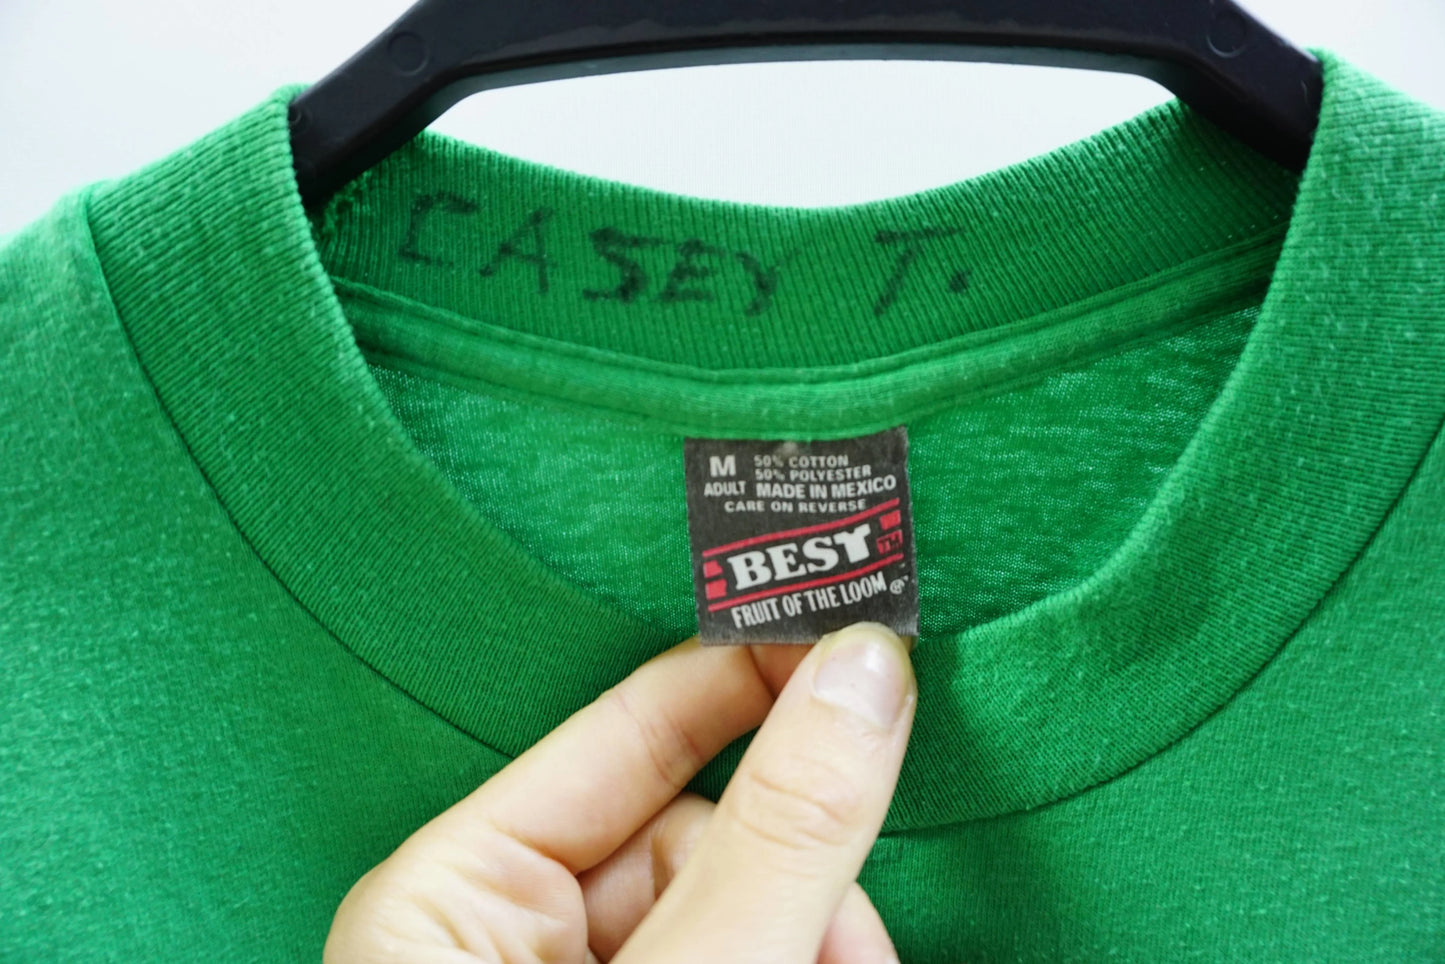 CASEY T.
M 50% COTTON
50% POLYESTER
ADULT MADE IN MEXICO
CARE ON REVERSE
BEST TM
FRUIT OF THE LOOM ®